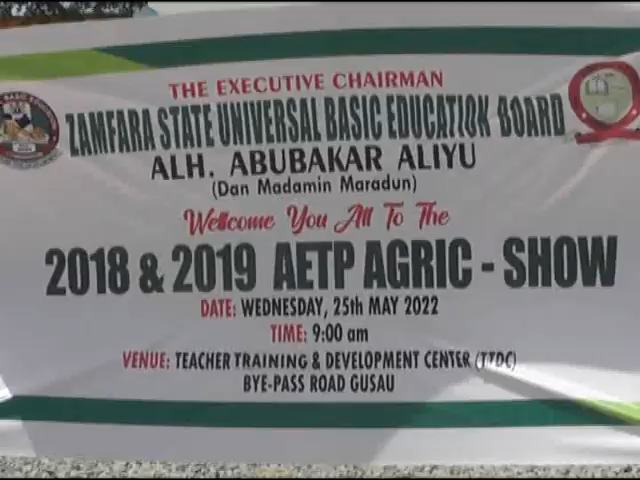 THE EXECUTIVE CHAIRMAN
ZAMFARA STATE UNIVERSAL BASIC EDUCATION BOARD
ALH. ABUBAKAR ALIYU
(Dan Madamin Maradun)
Wellcome You All To The
2018 & 2019 AETP AGRIC - SHOW
DATE: WEDNESDAY, 25th MAY 2022
TIME: 9:00 am
VENUE: TEACHER TRAINING & DEVELOPMENT CENTER (TTDC)
BYE-PASS ROAD GUSAU